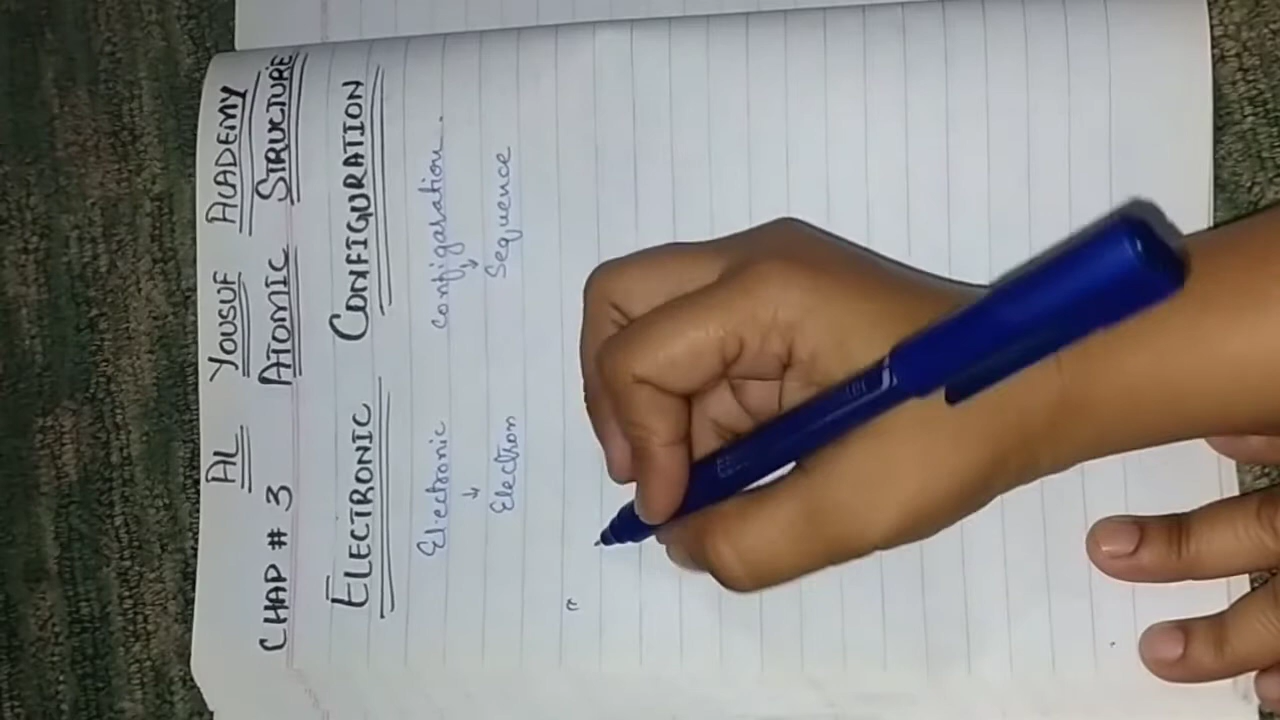 AL YOUSUF ACADEMY
CHAP # 3 ATOMIC STRUCTURE
ELECTRONIC CONFIGURATION
Electronic configuration.
↓ ↓
Electron Sequence
"